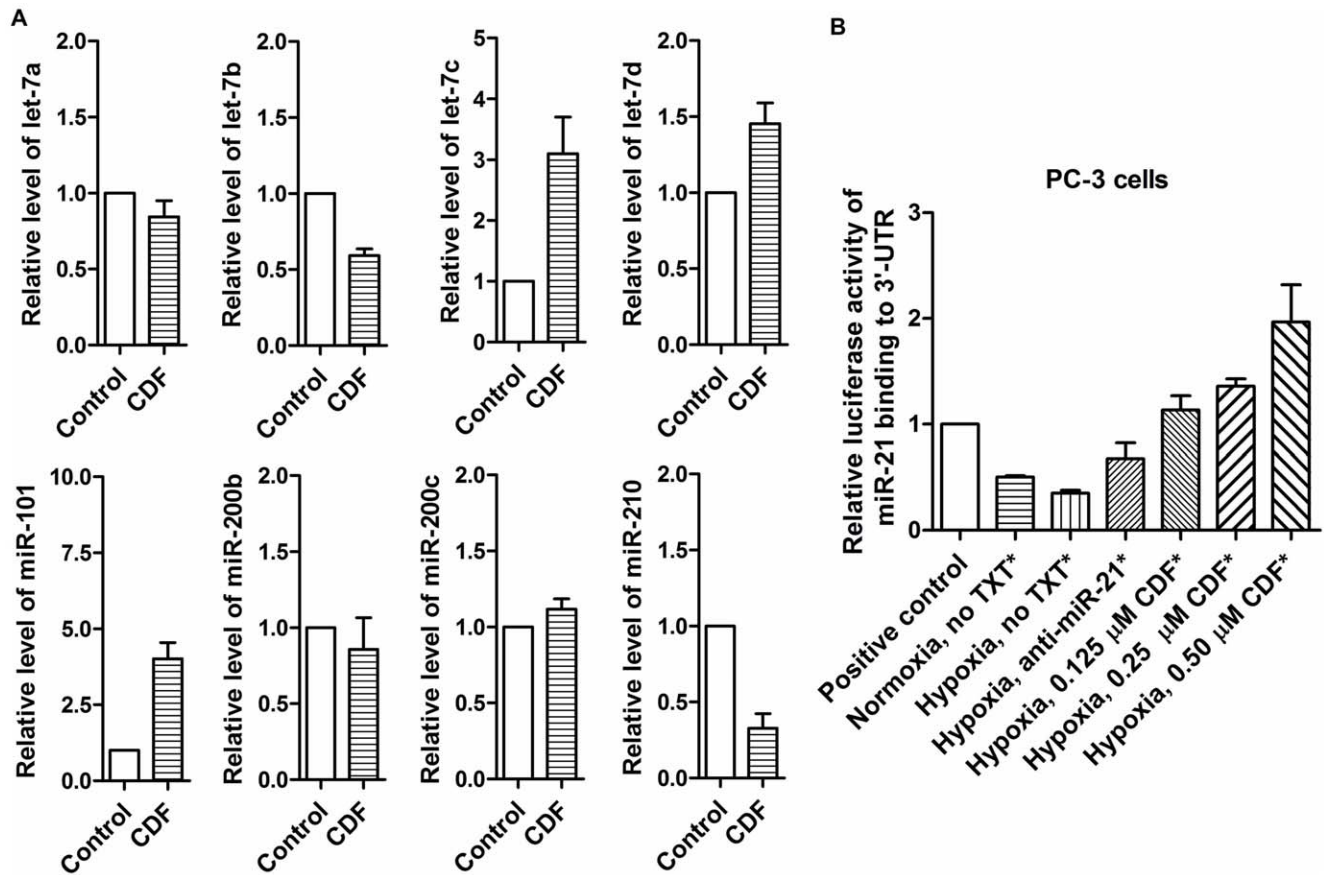 A
Relative level of let-7a
2.0
1.5
1.0
0.5
0.0
Control
CDF
Relative level of let-7b
2.0
1.5
1.0
0.5
0.0
Control
CDF
Relative level of let-7c
5
4
3
2
1
0
Control
CDF
Relative level of let-7d
2.0
1.5
1.0
0.5
0.0
Control
CDF
Relative level of miR-101
10.0
7.5
5.0
2.5
0.0
Control
CDF
Relative level of miR-200b
2.0
1.5
1.0
0.5
0.0
Control
CDF
Relative level of miR-200c
2.0
1.5
1.0
0.5
0.0
Control
CDF
Relative level of miR-210
2.0
1.5
1.0
0.5
0.0
Control
CDF
B
PC-3 cells
Relative luciferase activity of
miR-21 binding to 3'-UTR
3
2
1
0
Positive control
Normoxia, no TXT*
Hypoxia, no TXT*
Hypoxia, anti-miR-21*
Hypoxia, 0.125 μM CDF*
Hypoxia, 0.25 μM CDF*
Hypoxia, 0.50 μM CDF*